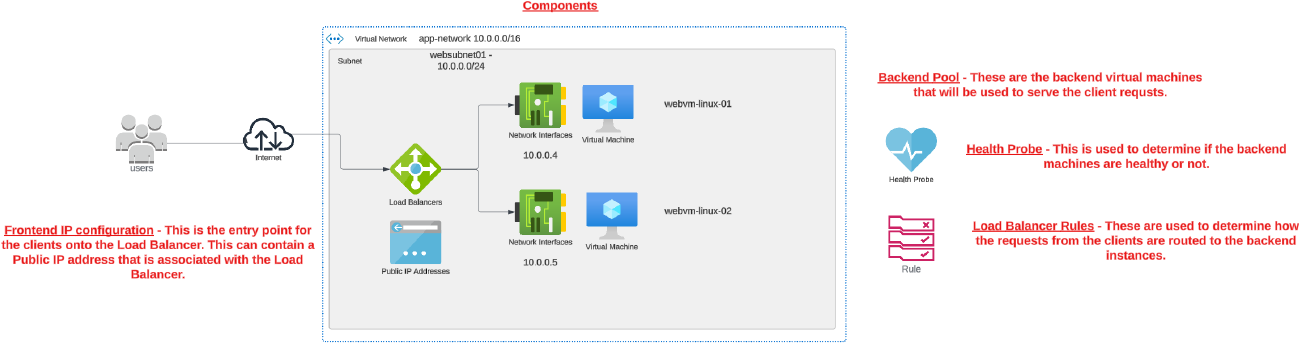 Components
Virtual Network app-network 10.0.0.0/16
Subnet
websubnet01 -
10.0.0.0/24
users
Internet
Load Balancers
Public IP Addresses
Network Interfaces
10.0.0.4
Virtual Machine
webvm-linux-01
Network Interfaces
10.0.0.5
Virtual Machine
webvm-linux-02
Frontend IP configuration - This is the entry point for
the clients onto the Load Balancer. This can contain a
Public IP address that is associated with the Load
Balancer.
Backend Pool - These are the backend virtual machines
that will be used to serve the client requsts.
Health Probe
Health Probe - This is used to determine if the backend
machines are healthy or not.
Rule
Load Balancer Rules - These are used to determine how
the requests from the clients are routed to the backend
instances.